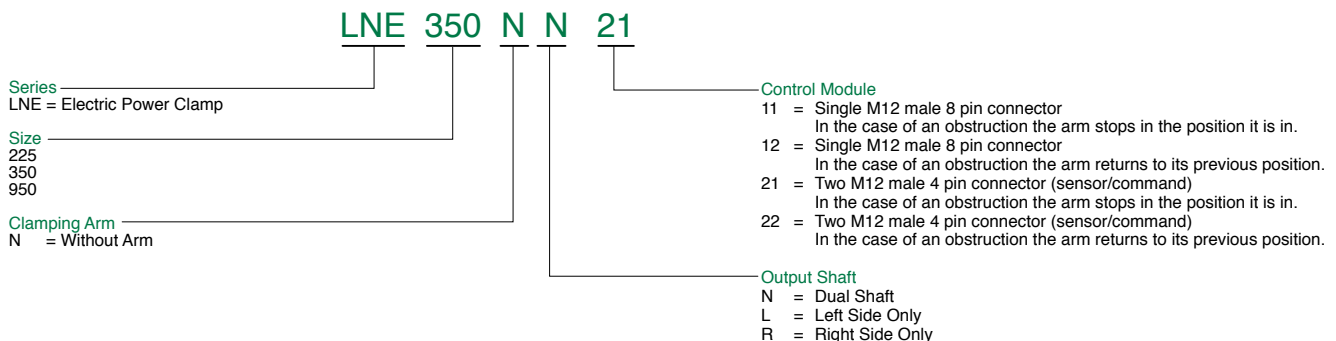 LNE 350 N N 21
Series
LNE = Electric Power Clamp
Size
225
350
950
Clamping Arm
N = Without Arm
Control Module
11 = Single M12 male 8 pin connector
In the case of an obstruction the arm stops in the position it is in.
12 = Single M12 male 8 pin connector
In the case of an obstruction the arm returns to its previous position.
21 = Two M12 male 4 pin connector (sensor/command)
In the case of an obstruction the arm stops in the position it is in.
22 = Two M12 male 4 pin connector (sensor/command)
In the case of an obstruction the arm returns to its previous position.
Output Shaft
N = Dual Shaft
L = Left Side Only
R = Right Side Only